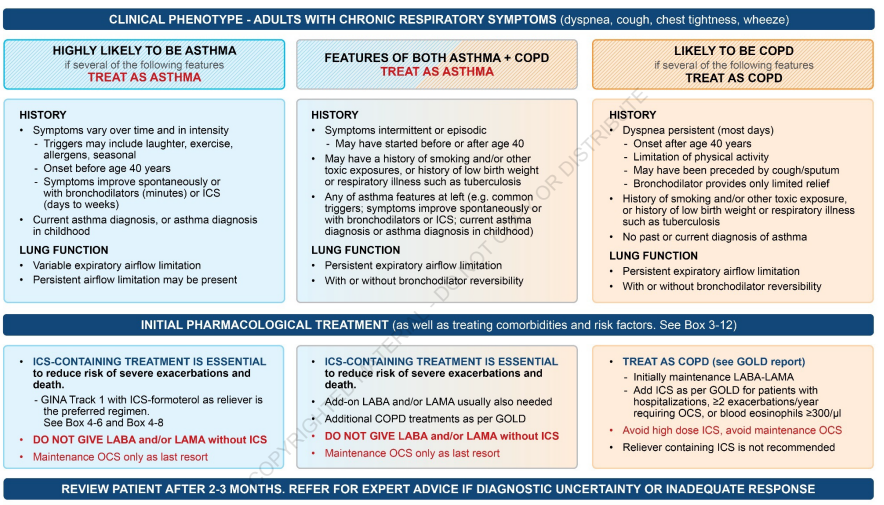 CLINICAL PHENOTYPE - ADULTS WITH CHRONIC RESPIRATORY SYMPTOMS (dyspnea, cough, chest tightness, wheeze)
HIGHLY LIKELY TO BE ASTHMA
if several of the following features
TREAT AS ASTHMA
FEATURES OF BOTH ASTHMA + COPD
TREAT AS ASTHMA
LIKELY TO BE COPD
if several of the following features
TREAT AS COPD
HISTORY
• Symptoms vary over time and in intensity
- Triggers may include laughter, exercise,
allergens, seasonal
- Onset before age 40 years
- Symptoms improve spontaneously or
with bronchodilators (minutes) or ICS
(days to weeks)
• Current asthma diagnosis, or asthma diagnosis
in childhood
LUNG FUNCTION
• Variable expiratory airflow limitation
• Persistent airflow limitation may be present
HISTORY
• Symptoms intermittent or episodic
- May have started before or after age 40
• May have a history of smoking and/or other
toxic exposures, or history of low birth weight
or respiratory illness such as tuberculosis
• Any of asthma features at left (e.g. common
triggers; symptoms improve spontaneously or
with bronchodilators or ICS; current asthma
diagnosis or asthma diagnosis in childhood)
LUNG FUNCTION
• Persistent expiratory airflow limitation
• With or without bronchodilator reversibility
HISTORY
• Dyspnea persistent (most days)
- Onset after age 40 years
- Limitation of physical activity
- May have been preceded by cough/sputum
- Bronchodilator provides only limited relief
• History of smoking and/or other toxic exposure,
or history of low birth weight or respiratory illness
such as tuberculosis
• No past or current diagnosis of asthma
LUNG FUNCTION
• Persistent expiratory airflow limitation
• With or without bronchodilator reversibility
INITIAL PHARMACOLOGICAL TREATMENT (as well as treating comorbidities and risk factors. See Box 3-12)
• ICS-CONTAINING TREATMENT IS ESSENTIAL
to reduce risk of severe exacerbations and
death.
- GINA Track 1 with ICS-formoterol as reliever is
the preferred regimen.
See Box 4-6 and Box 4-8
• DO NOT GIVE LABA and/or LAMA without ICS
• Maintenance OCS only as last resort
• ICS-CONTAINING TREATMENT IS ESSENTIAL
to reduce risk of severe exacerbations and
death.
• Add-on LABA and/or LAMA usually also needed
• Additional COPD treatments as per GOLD
• DO NOT GIVE LABA and/or LAMA without ICS
• Maintenance OCS only as last resort
• TREAT AS COPD (see GOLD report)
- Initially maintenance LABA-LAMA
- Add ICS as per GOLD for patients with
hospitalizations, ≥2 exacerbations/year
requiring OCS, or blood eosinophils ≥300/µl
• Avoid high dose ICS, avoid maintenance OCS
• Reliever containing ICS is not recommended
REVIEW PATIENT AFTER 2-3 MONTHS. REFER FOR EXPERT ADVICE IF DIAGNOSTIC UNCERTAINTY OR INADEQUATE RESPONSE
COPYRIGHTED MATERIAL - DO NOT COPY OR DISTRIBUTE